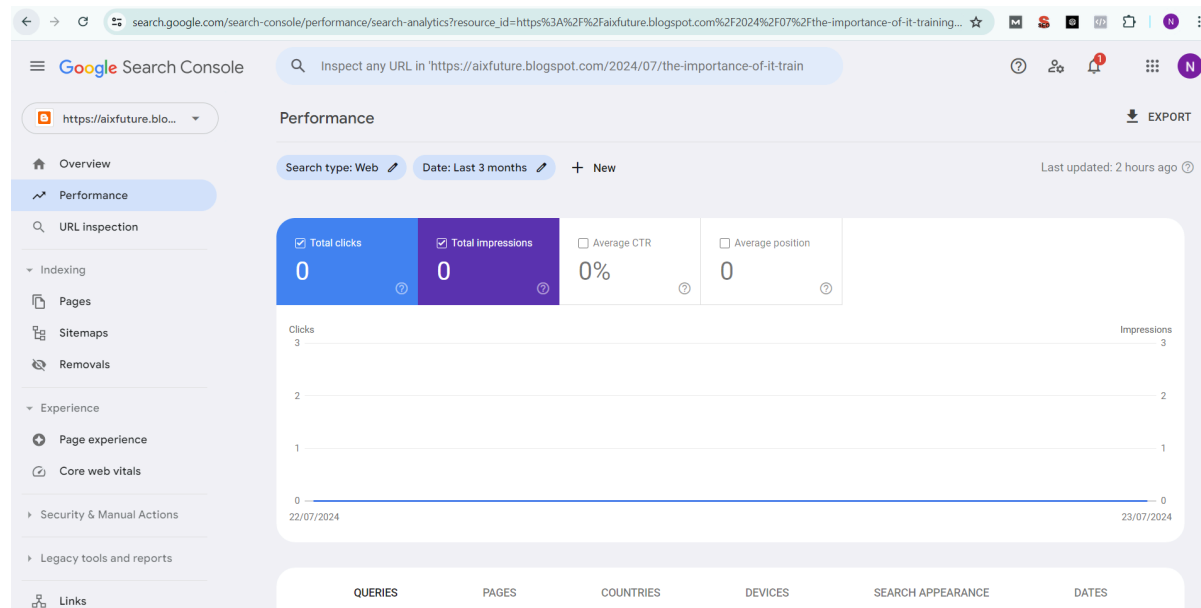 search.google.com/search-console/performance/search-analytics?resource_id=https%3A%2F%2Faixfuture.blogspot.com%2F2024%2F07%2Fthe-importance-of-it-training...
Google Search Console
Inspect any URL in 'https://aixfuture.blogspot.com/2024/07/the-importance-of-it-train
1
N
N
https://aixfuture.blo...
Performance
EXPORT
Search type: Web
Date: Last 3 months
+ New
Last updated: 2 hours ago
Overview
Performance
URL inspection
Indexing
Pages
Sitemaps
Removals
Experience
Page experience
Core web vitals
Security & Manual Actions
Legacy tools and reports
Links
Total clicks
0
Total impressions
0
Average CTR
0%
Average position
0
Clicks
Impressions
3
3
2
2
1
1
0
0
22/07/2024
23/07/2024
QUERIES
PAGES
COUNTRIES
DEVICES
SEARCH APPEARANCE
DATES